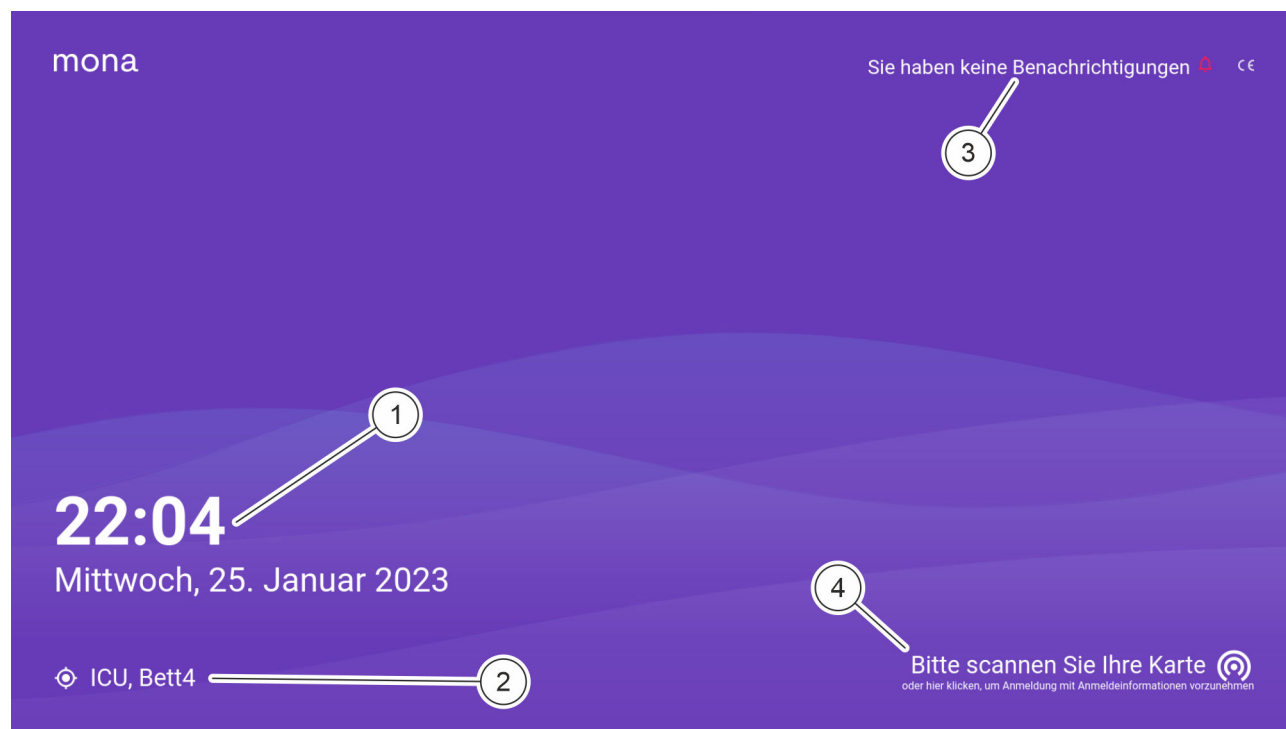 mona
Sie haben keine Benachrichtigungen CE
3
1
22:04
Mittwoch, 25. Januar 2023
4
ICU, Bett4
2
Bitte scannen Sie Ihre Karte
oder hier klicken, um Anmeldung mit Anmeldeinformationen vorzunehmen